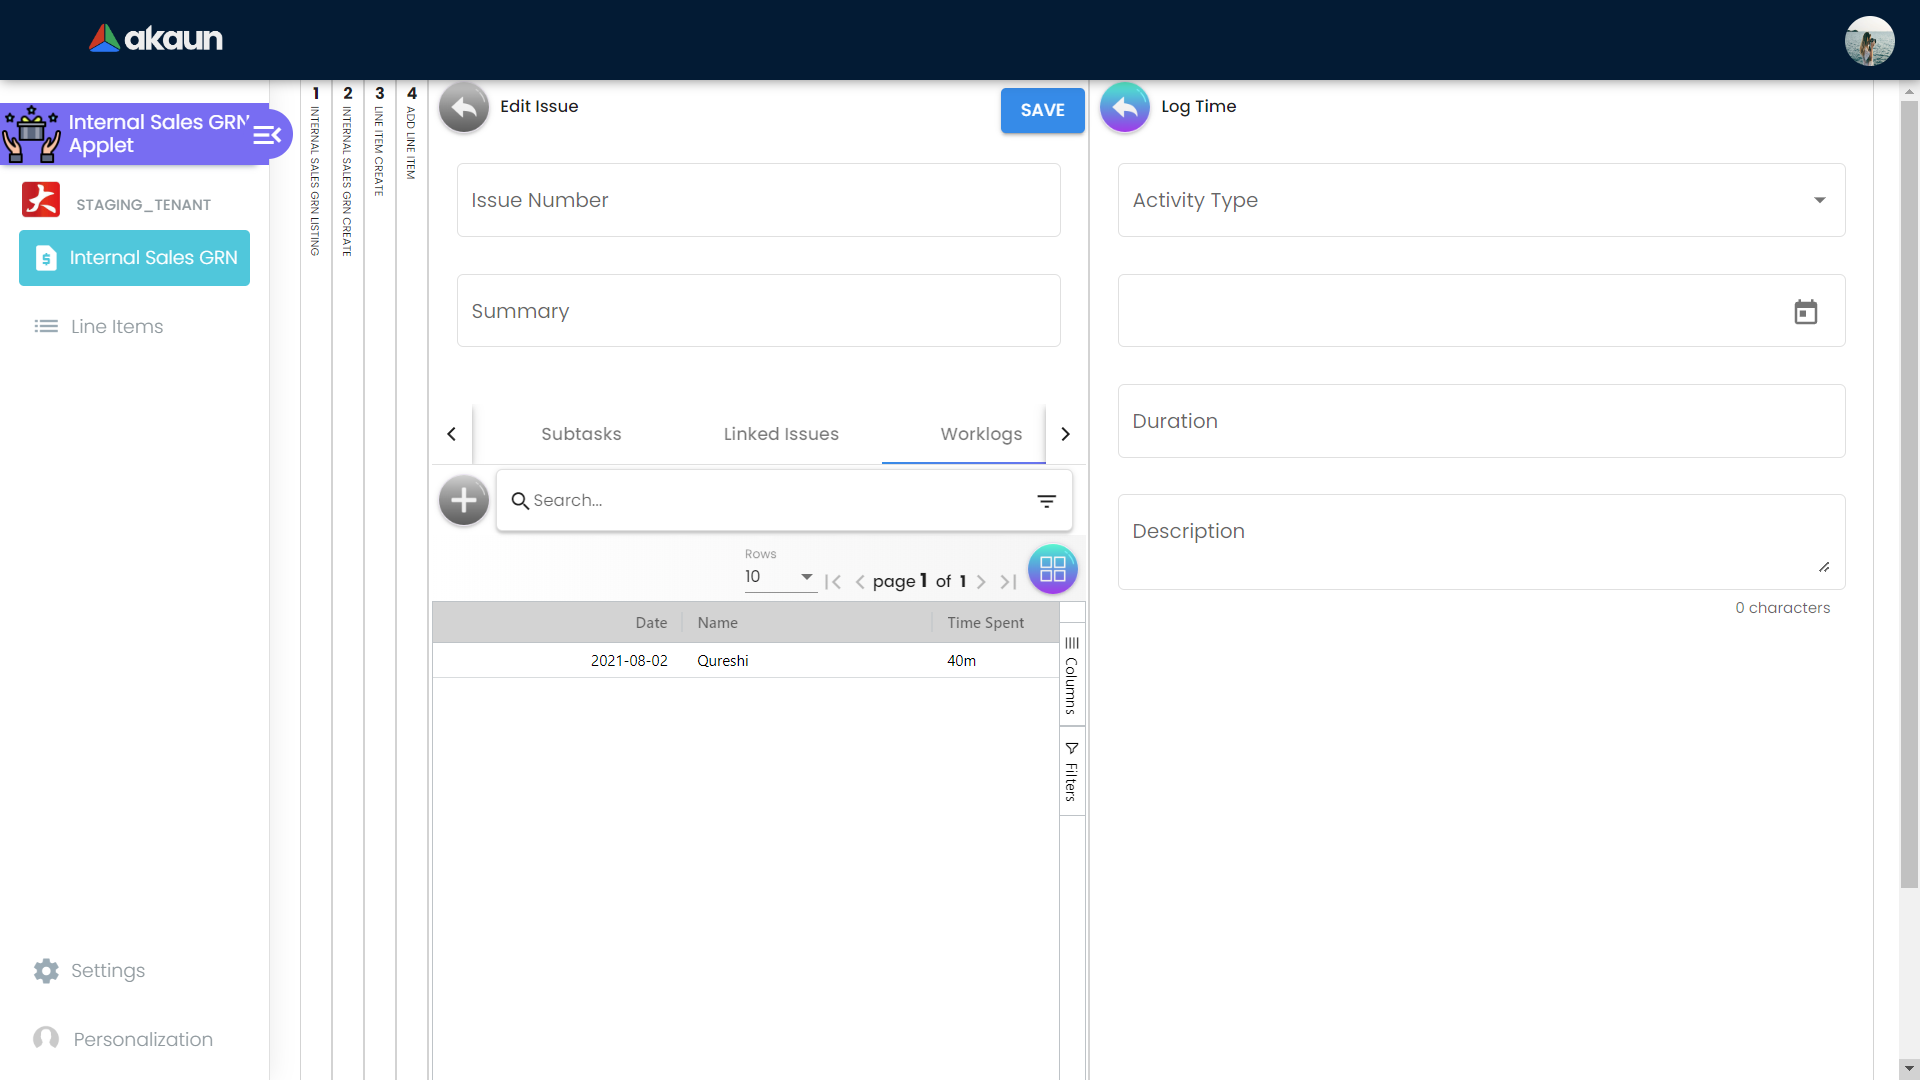 akaun
Internal Sales GRN
Applet
STAGING_TENANT
Internal Sales GRN
Line Items
Settings
Personalization
1 INTERNAL SALES GRN LISTING
2 INTERNAL SALES GRN CREATE
3 LINE ITEM CREATE
4 ADD LINE ITEM
Edit Issue
SAVE
Issue Number
Summary
Subtasks Linked Issues Worklogs
Search...
Rows
10
page 1 of 1
Date Name Time Spent
2021-08-02 Qureshi 40m
Columns
Filters
Log Time
Activity Type
Duration
Description
0 characters